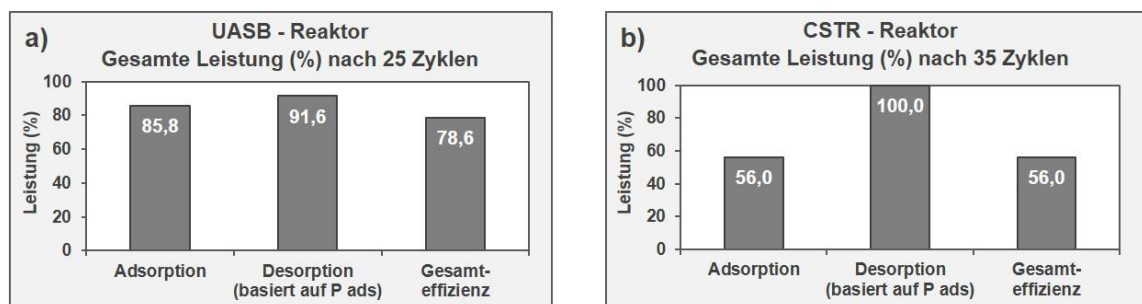 a)
UASB - Reaktor
Gesamte Leistung (%) nach 25 Zyklen
Leistung (%)
100
80
60
40
20
0
85,8
91,6
78,6
Adsorption
Desorption
(basiert auf P ads)
Gesamt-
effizienz
b)
CSTR - Reaktor
Gesamte Leistung (%) nach 35 Zyklen
Leistung (%)
100
80
60
40
20
0
56,0
100,0
56,0
Adsorption
Desorption
(basiert auf P ads)
Gesamt-
effizienz